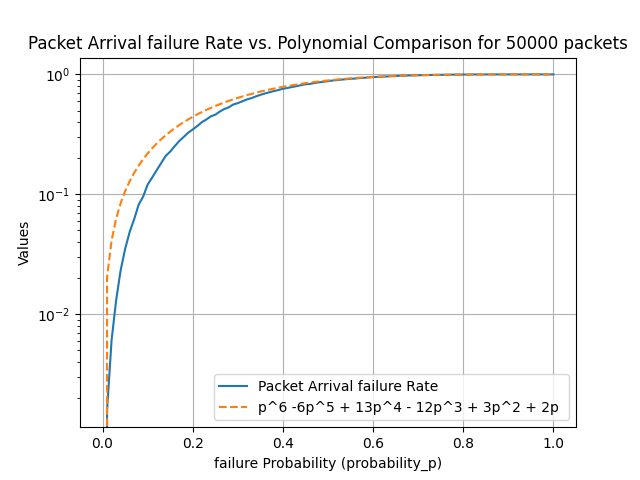 Packet Arrival failure Rate vs. Polynomial Comparison for 50000 packets
10^0
10^-1
10^-2
Values
Packet Arrival failure Rate
p^6 -6p^5 + 13p^4 - 12p^3 + 3p^2 + 2p
0.0 0.2 0.4 0.6 0.8 1.0
failure Probability (probability_p)